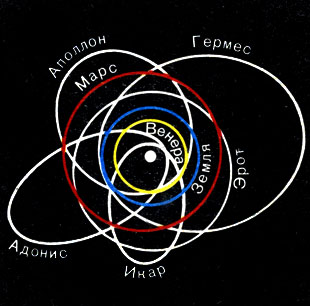 Аполлон
Гермес
Марс
Венера
Земля
Эрот
Адонис
Икар